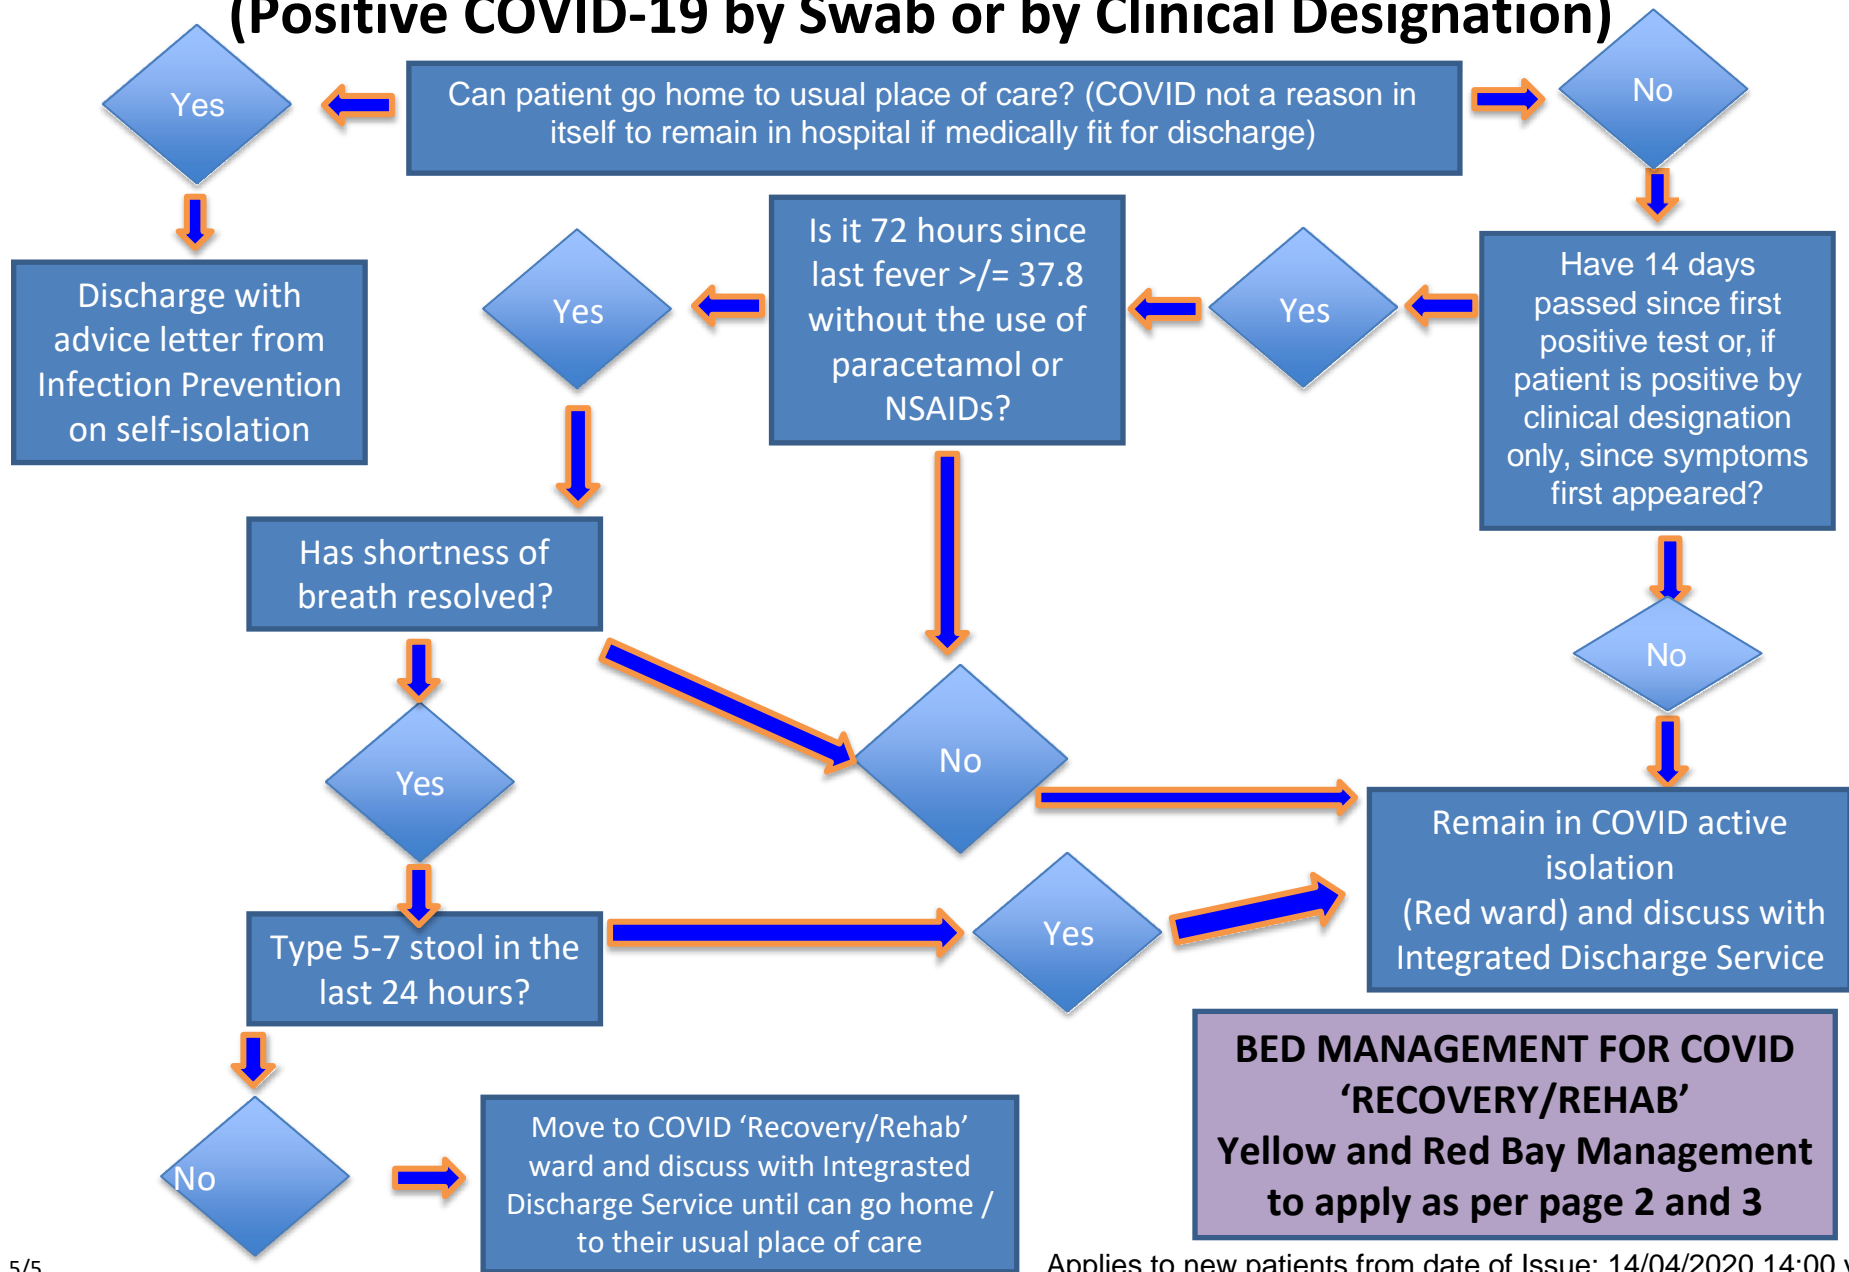 (Positive COVID-19 by Swab or by Clinical Designation)
Yes
Can patient go home to usual place of care? (COVID not a reason in
itself to remain in hospital if medically fit for discharge)
No
Discharge with
advice letter from
Infection Prevention
on self-isolation
Yes
Is it 72 hours since
last fever >/= 37.8
without the use of
paracetamol or
NSAIDs?
Yes
Have 14 days
passed since first
positive test or, if
patient is positive by
clinical designation
only, since symptoms
first appeared?
Has shortness of
breath resolved?
No
Yes
No
Remain in COVID active
isolation
(Red ward) and discuss with
Integrated Discharge Service
Type 5-7 stool in the
last 24 hours?
Yes
No
Move to COVID ‘Recovery/Rehab’
ward and discuss with Integrasted
Discharge Service until can go home /
to their usual place of care
BED MANAGEMENT FOR COVID
‘RECOVERY/REHAB’
Yellow and Red Bay Management
to apply as per page 2 and 3
5/5
Applies to new patients from date of Issue: 14/04/2020 14:00 v